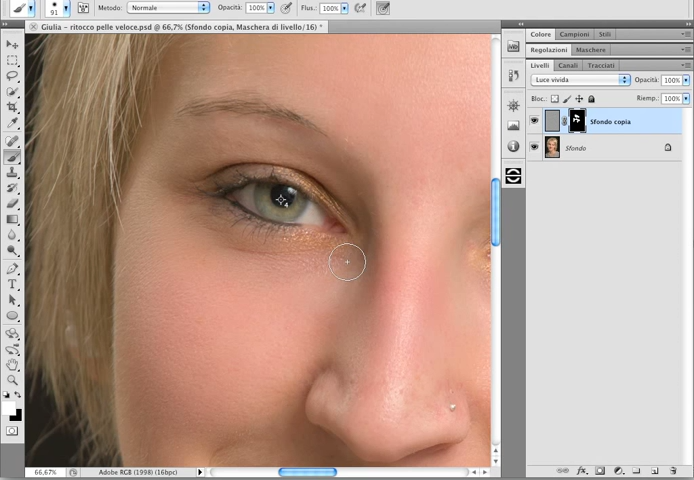 91
Metodo: Normale Opacità: 100% Flus.: 100%
Giulia – ritocco pelle veloce.psd @ 66,7% (Sfondo copia, Maschera di livello/16) *
Colore Campioni Stili
Regolazioni Maschere
Livelli Canali Tracciati
Luce vivida Opacità: 100%
Bloc.: Riemp.: 100%
Sfondo copia
Sfondo
66,67% Adobe RGB (1998) (16bpc)